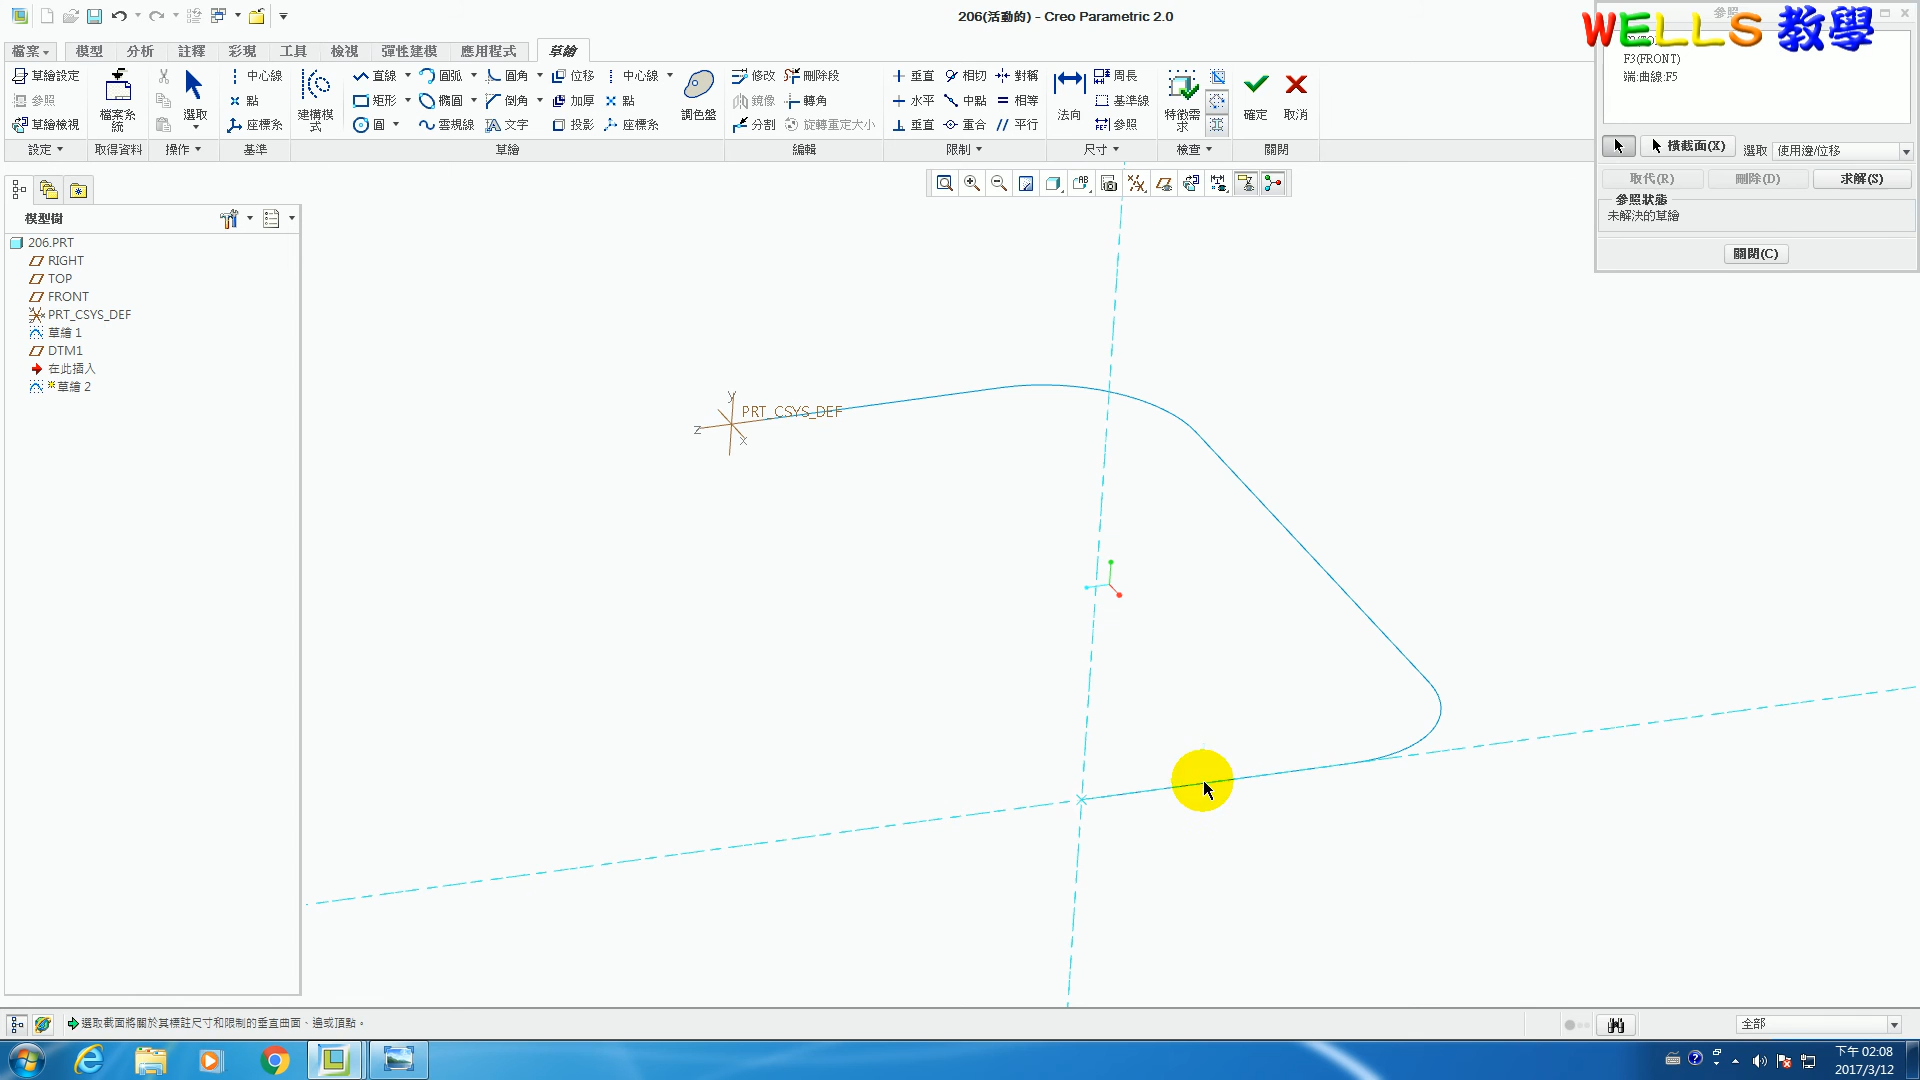 206(活動的) - Creo Parametric 2.0
WELLS 教學
檔案 模型 分析 註釋 彩現 工具 檢視 彈性建模 應用程式 草繪
草繪設定 中心線 直線 圓弧 圓角 位移 中心線 修改 刪除段 垂直 相切 對稱 周長
參照 檔案系統 選取 點 建構模式 矩形 橢圓 倒角 加厚 點 調色盤 鏡像 轉角 水平 中點 相等 法向 基準線 特徵需求 確定 取消
草繪檢視 座標系 圓 雲規線 文字 投影 座標系 分割 旋轉重定大小 垂直 重合 平行 參照
設定 取得資料 操作 基準 草繪 編輯 限制 尺寸 檢查 關閉
F3(FRONT)
端:曲線:F5
橫截面(X) 選取 使用邊/位移
取代(R) 刪除(D) 求解(S)
參照狀態
未解決的草繪
關閉(C)
模型樹
206.PRT
RIGHT
TOP
FRONT
PRT_CSYS_DEF
草繪 1
DTM1
在此插入
草繪 2
y
PRT_CSYS_DEF
z
x
選取截面將關於其標註尺寸和限制的垂直曲面、邊或頂點。
全部
下午 02:08
2017/3/12